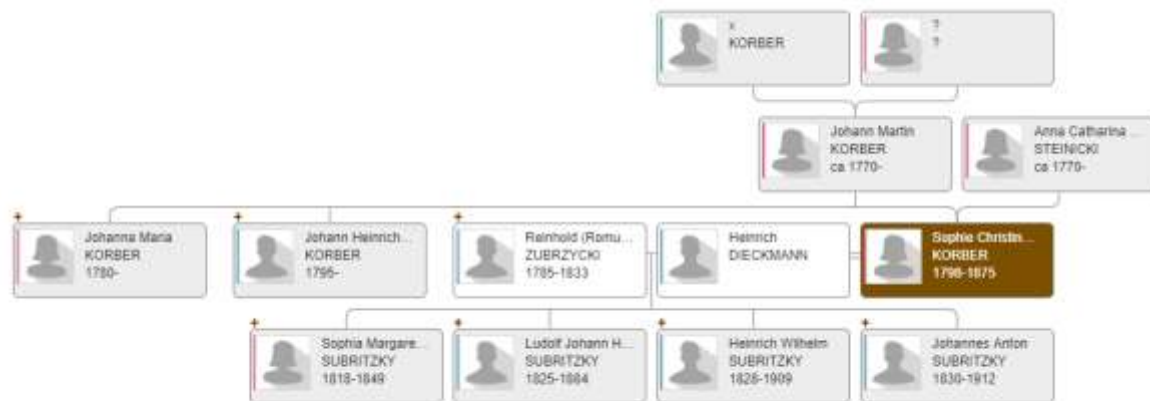 x
KORBER
?
?
Johann Martin
KORBER
ca 1770-
Anna Catharina ...
STEINICKI
ca 1770-
Johanna Maria
KORBER
1780-
Johann Heinrich...
KORBER
1795-
Reinhold (Romu...
ZUBRZYCKI
1785-1833
Heinrich
DIECKMANN
Sophie Christin...
KORBER
1798-1875
Sophia Margare...
SUBRITZKY
1818-1849
Ludolf Johann H...
SUBRITZKY
1825-1884
Heinrich Wilhelm
SUBRITZKY
1828-1909
Johannes Anton
SUBRITZKY
1830-1912